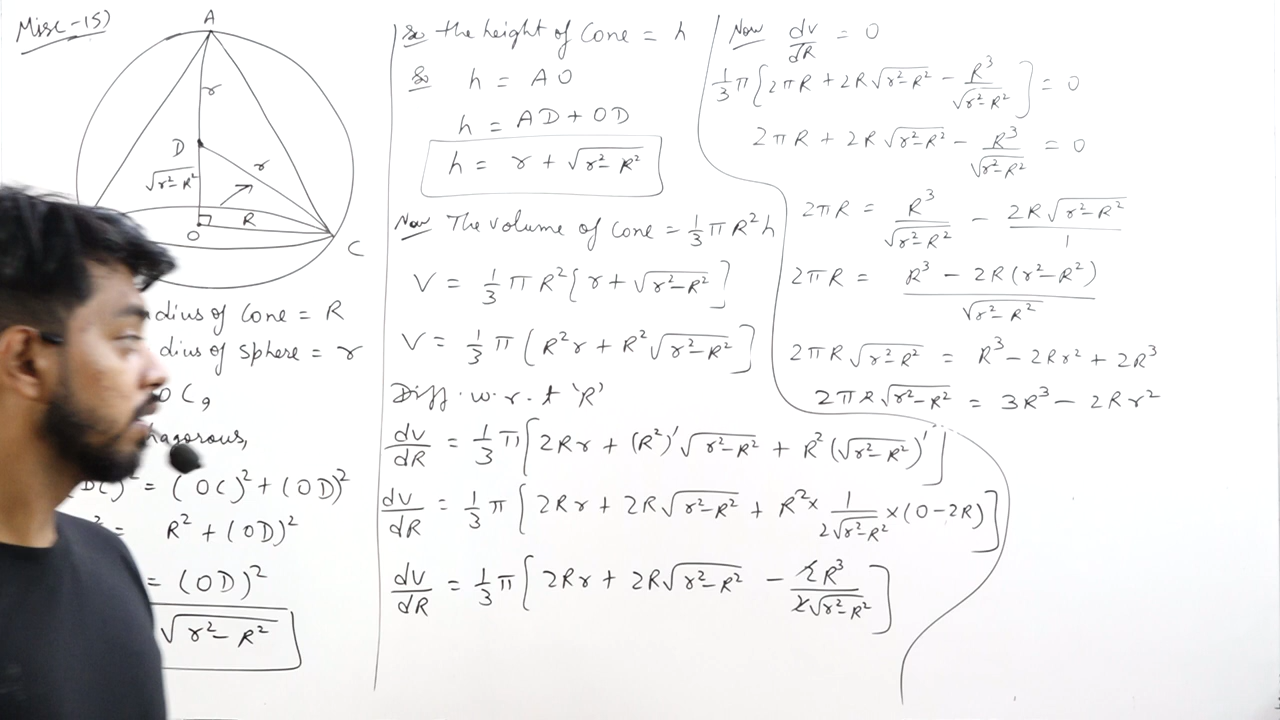 Misc-15)
A
r
D
r
√r²-R²
R
O
C
dius of Cone = R
dius of sphere = r
OC,
hagorous,
DC)² = (OC)² + (OD)²
² = R² + (OD)²
= (OD)²
√r²-R²
So the height of Cone = h
So h = AO
h = AD + OD
h = r + √r²-R²
Now The Volume of Cone = 1/3 π R² h
V = 1/3 π R² [r + √r²-R²]
V = 1/3 π (R²r + R² √r²-R²]
Diff. w. r. t 'R'
dv/dR = 1/3 π [2Rr + (R²)' √r²-R² + R² (√r²-R²)']
dv/dR = 1/3 π [2Rr + 2R √r²-R² + R² × 1/2√r²-R² × (0-2R)]
dv/dR = 1/3 π [2Rr + 2R √r²-R² - 2R³/2√r²-R²]
Now dv/dR = 0
1/3 π [2πR + 2R √r²-R² - R³/√r²-R²] = 0
2πR + 2R √r²-R² - R³/√r²-R² = 0
2πR = R³/√r²-R² - 2R √r²-R²/1
2πR = R³ - 2R (r²-R²)/√r²-R²
2πR √r²-R² = R³ - 2Rr² + 2R³
2πR √r²-R² = 3R³ - 2Rr²